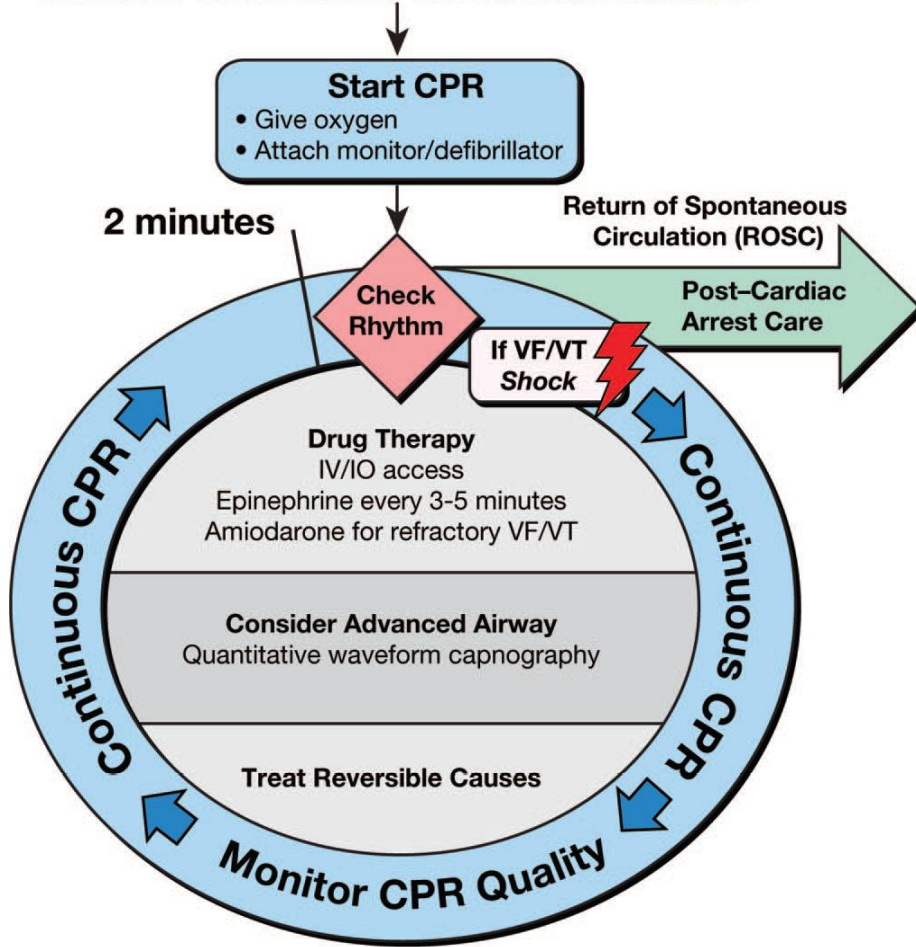 Start CPR
• Give oxygen
• Attach monitor/defibrillator
2 minutes
Return of Spontaneous
Circulation (ROSC)
Check
Rhythm
Post–Cardiac
Arrest Care
If VF/VT
Shock
Drug Therapy
IV/IO access
Epinephrine every 3-5 minutes
Amiodarone for refractory VF/VT
Consider Advanced Airway
Quantitative waveform capnography
Treat Reversible Causes
Continuous CPR
Continuous CPR
Monitor CPR Quality